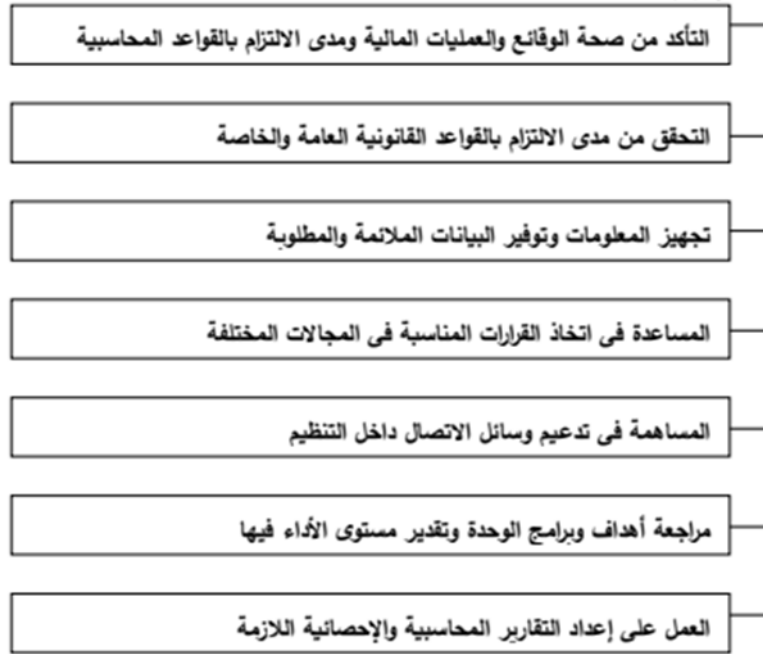 التأكد من صحة الوقائع والعمليات المالية ومدى الالتزام بالقواعد المحاسبية
التحقق من مدى الالتزام بالقواعد القانونية العامة والخاصة
تجهيز المعلومات وتوفير البيانات الملائمة والمطلوبة
المساعدة فى اتخاذ القرارات المناسبة فى المجالات المختلفة
المساهمة فى تدعيم وسائل الاتصال داخل التنظيم
مراجعة أهداف وبرامج الوحدة وتقدير مستوى الأداء فيها
العمل على إعداد التقارير المحاسبية والإحصائية اللازمة